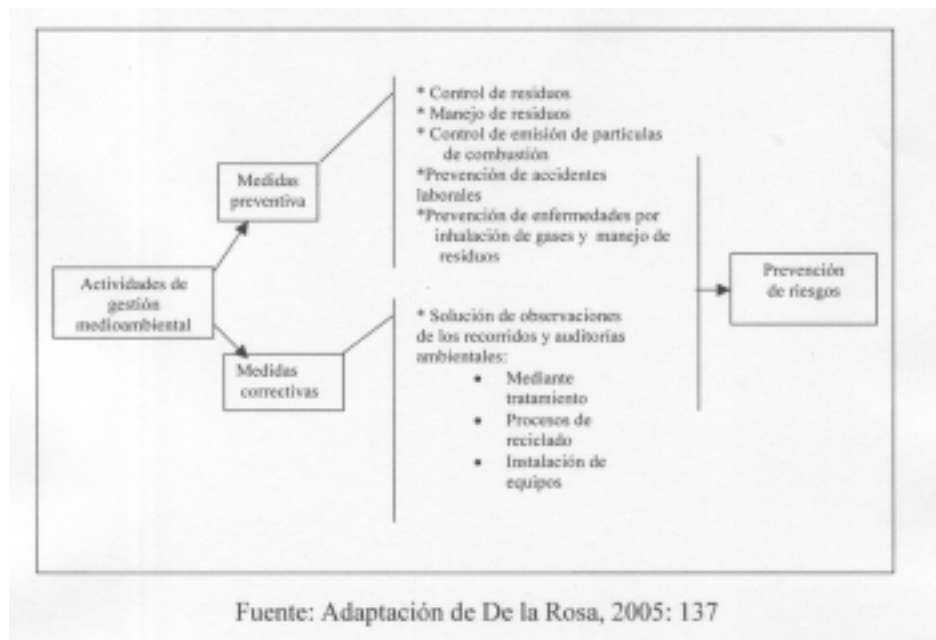 * Control de residuos
* Manejo de residuos
* Control de emisión de partículas
de combustión
*Prevención de accidentes
laborales
*Prevención de enfermedades por
inhalación de gases y manejo de
residuos
Medidas
preventiva
Actividades de
gestión
medioambiental
Medidas
correctivas
* Solución de observaciones
de los recorridos y auditorías
ambientales:
• Mediante
tratamiento
• Procesos de
reciclado
• Instalación de
equipos
Prevención
de riesgos
Fuente: Adaptación de De la Rosa, 2005: 137